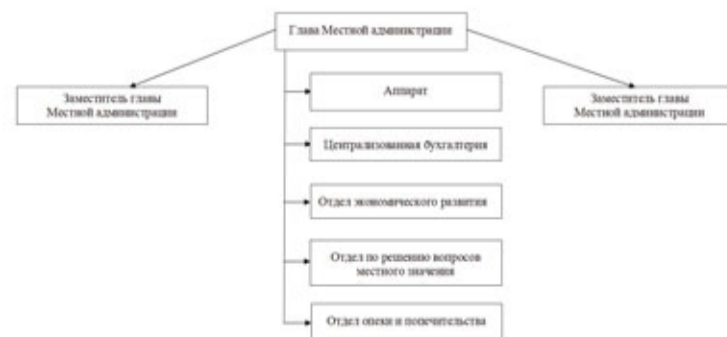 Глава Местной администрации
Заместитель главы
Местной администрации
Аппарат
Заместитель главы
Местной администрации
Централизованная бухгалтерия
Отдел экономического развития
Отдел по решению вопросов
местного значения
Отдел опеки и попечительства